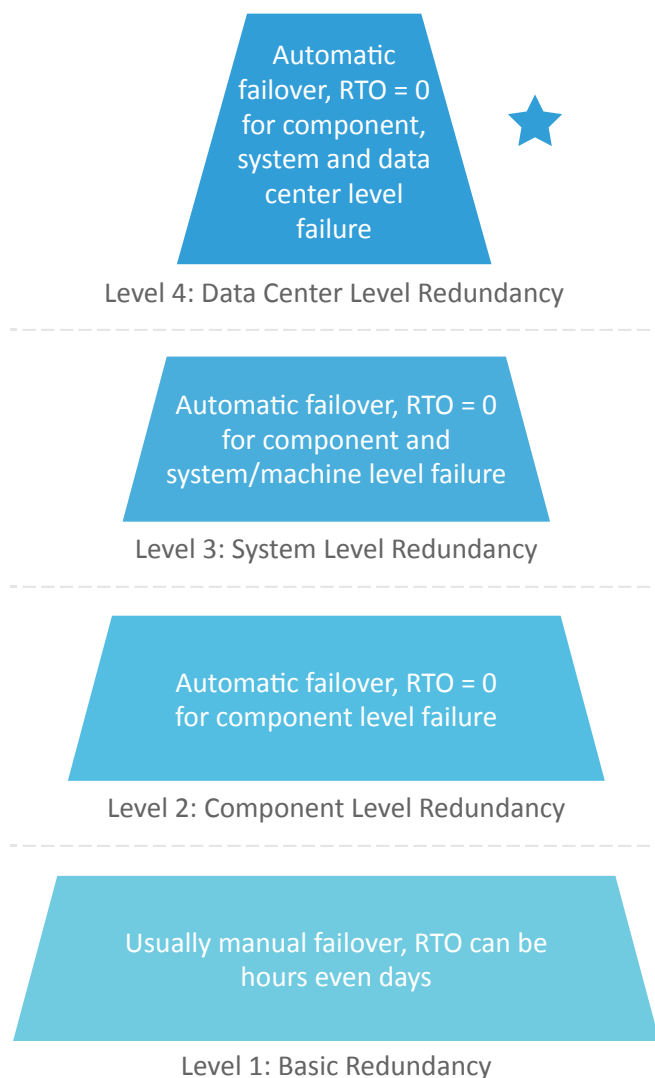 Automatic
failover, RTO = 0
for component,
system and data
center level
failure
Level 4: Data Center Level Redundancy
Automatic failover, RTO = 0
for component and
system/machine level failure
Level 3: System Level Redundancy
Automatic failover, RTO = 0
for component level failure
Level 2: Component Level Redundancy
Usually manual failover, RTO can be
hours even days
Level 1: Basic Redundancy